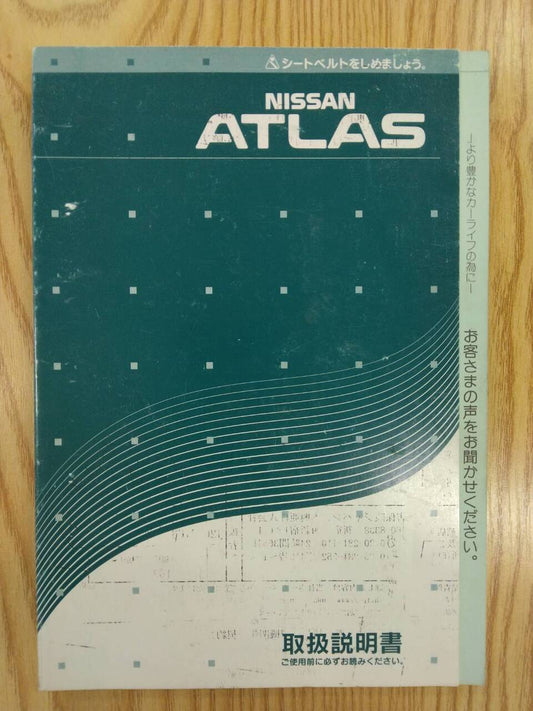 シートベルトをしめましょう。
NISSAN
ATLAS
―より豊かなカーライフの為に―
お客さまの声をお聞かせください。
取扱説明書
ご使用前に必ずお読みください。